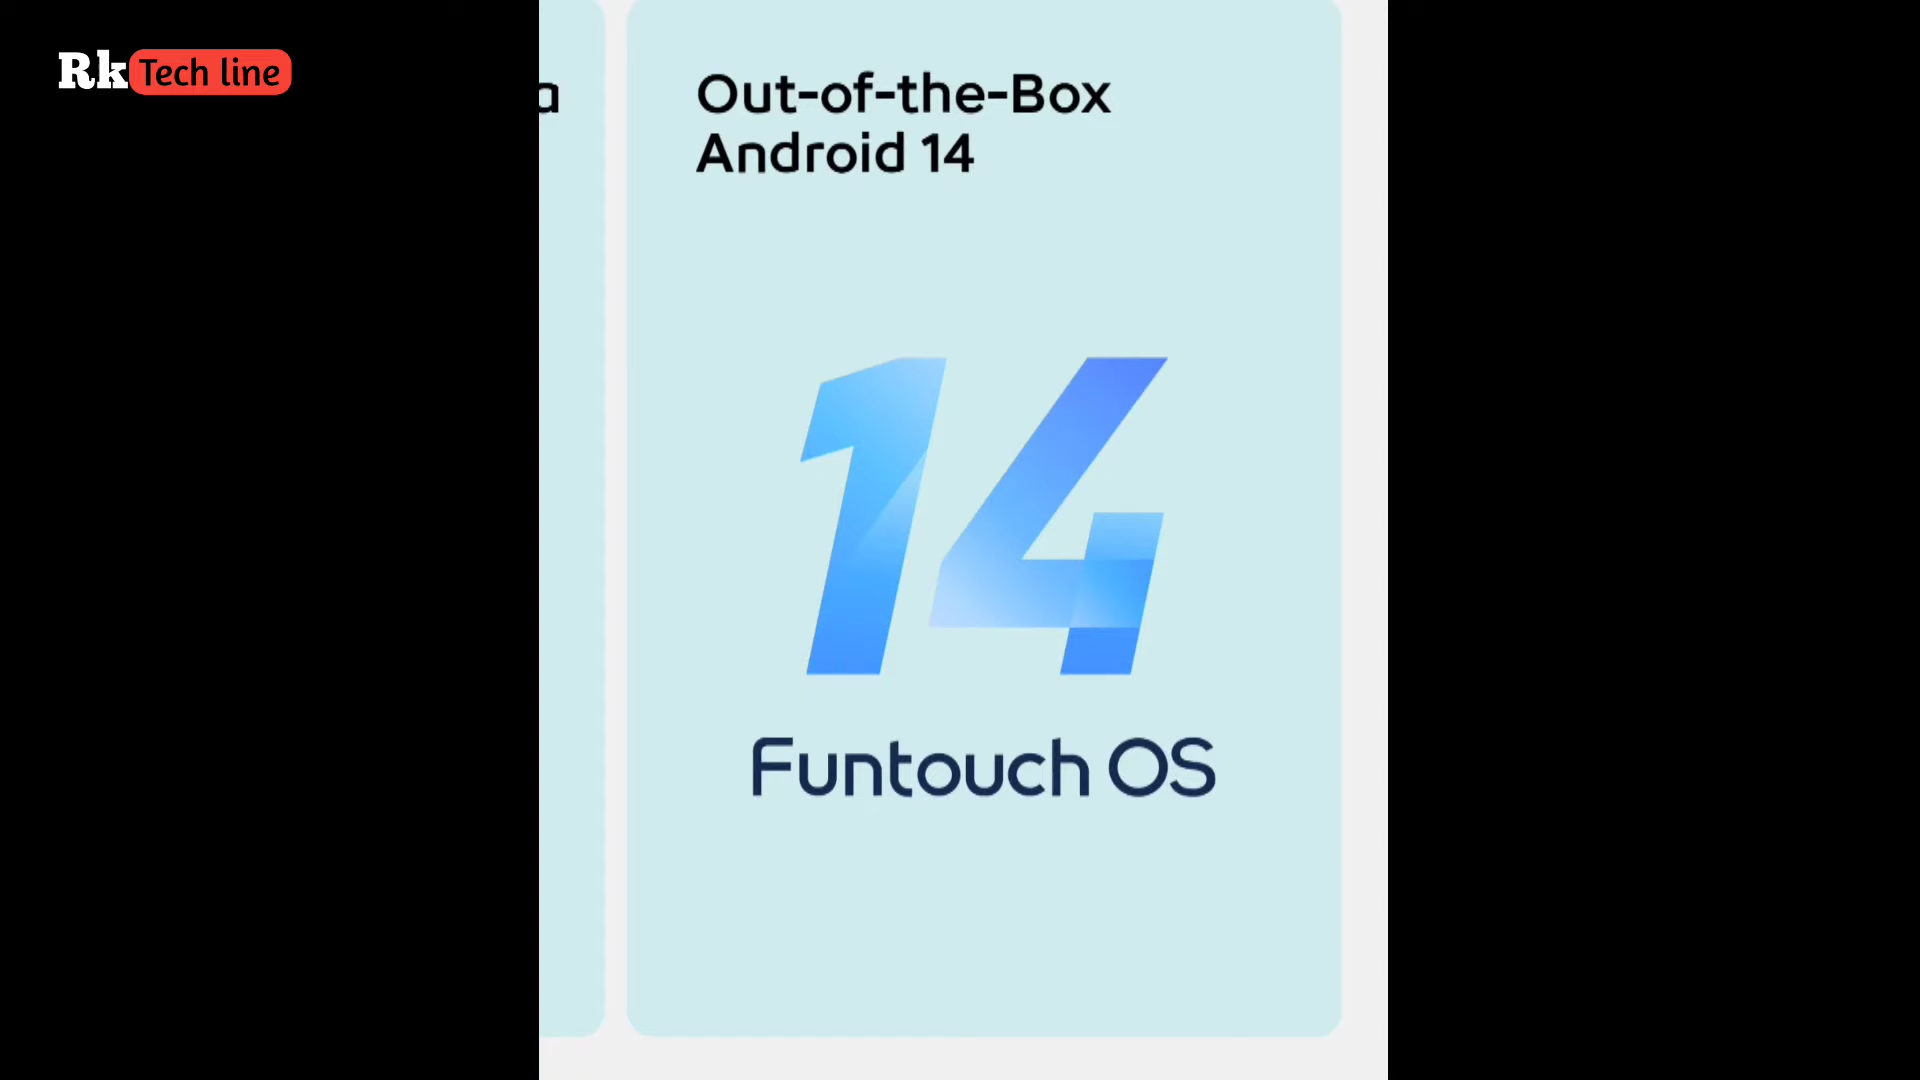 Rk Tech line
a
Out-of-the-Box
Android 14
14
Funtouch OS